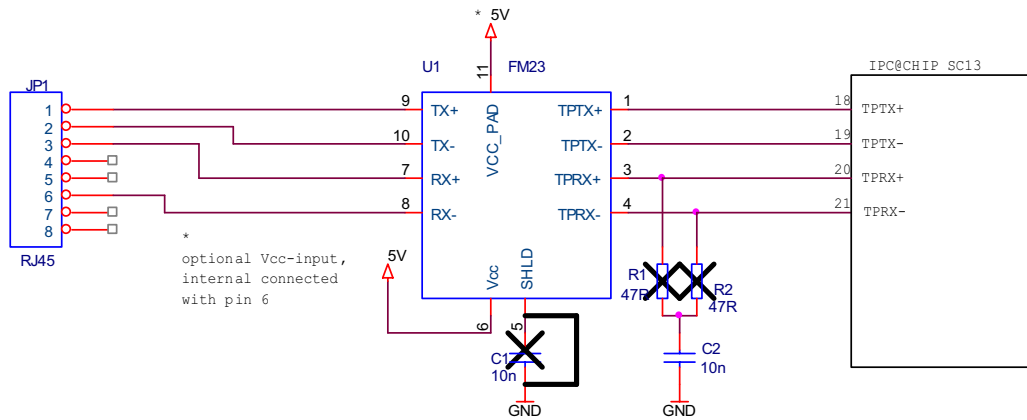 * 5V
U1 FM23
IPC@CHIP SC13
JP1
11
1 9 TX+ TPTX+ 1 18 TPTX+
2 10 TX- TPTX- 2 19 TPTX-
3 7 RX+ TPRX+ 3 20 TPRX+
4
5
6 8 RX- TPRX- 4 21 TPRX-
7
8
VCC_PAD
RJ45
*
optional Vcc-input,
internal connected
with pin 6
5V
Vcc SHLD
6 5
R1 R2
47R 47R
C1
10n
C2
10n
GND GND